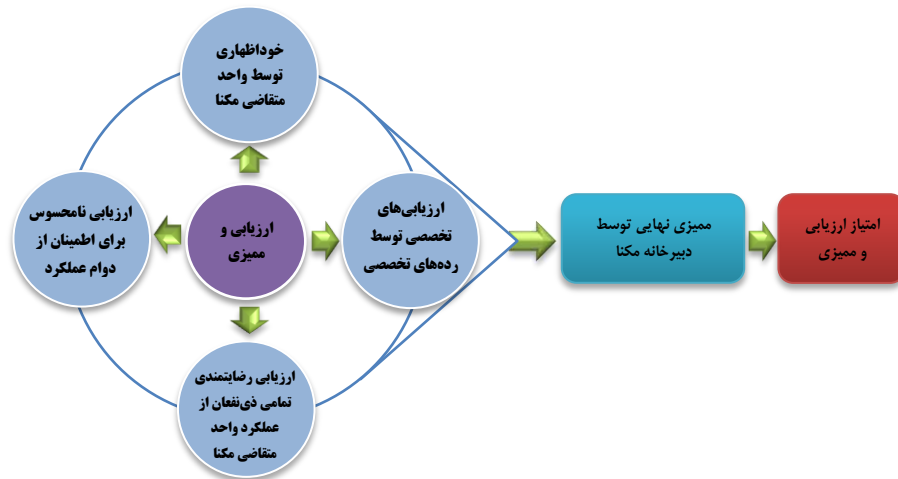 خوداظهاری
توسط واحد
متقاضی مکنا
ارزیابی نامحسوس
برای اطمینان از
دوام عملکرد
ارزیابی و
ممیزی
ارزیابی‌های
تخصصی توسط
رده‌های تخصصی
ارزیابی رضایتمندی
تمامی ذی‌نفعان از
عملکرد واحد
متقاضی مکنا
ممیزی نهایی توسط
دبیرخانه مکنا
امتیاز ارزیابی
و ممیزی